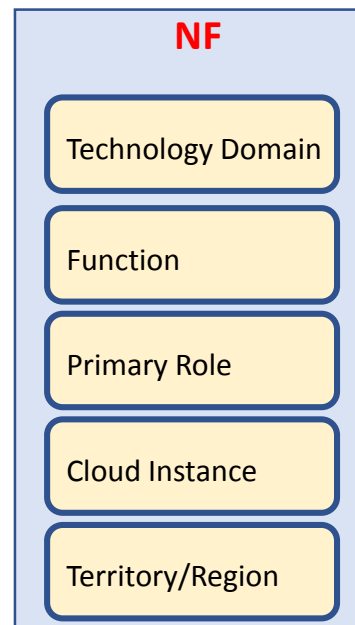 NF
Technology Domain
Function
Primary Role
Cloud Instance
Territory/Region